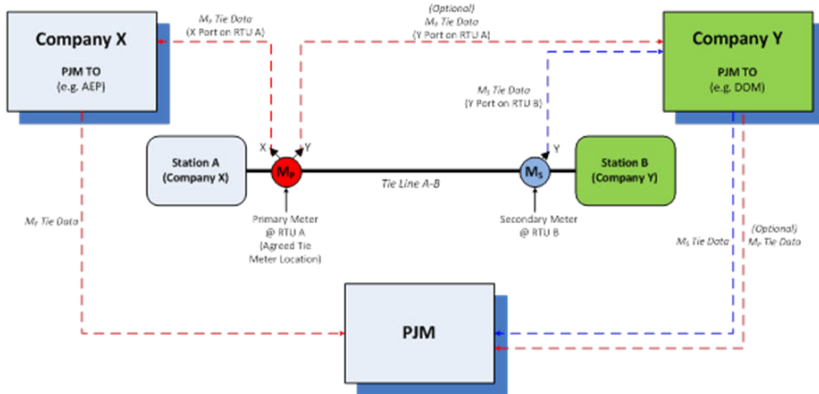 Company X
PJM TO
(e.g. AEP)
Mₚ Tie Data
(X Port on RTU A)
(Optional)
Mₚ Tie Data
(Y Port on RTU A)
Company Y
PJM TO
(e.g. DOM)
Mₛ Tie Data
(Y Port on RTU B)
Station A
(Company X)
X
Y
Mₚ
Tie Line A-B
Y
Mₛ
Station B
(Company Y)
Primary Meter
@ RTU A
(Agreed Tie
Meter Location)
Secondary Meter
@ RTU B
Mₚ Tie Data
Mₛ Tie Data
(Optional)
Mₚ Tie Data
PJM